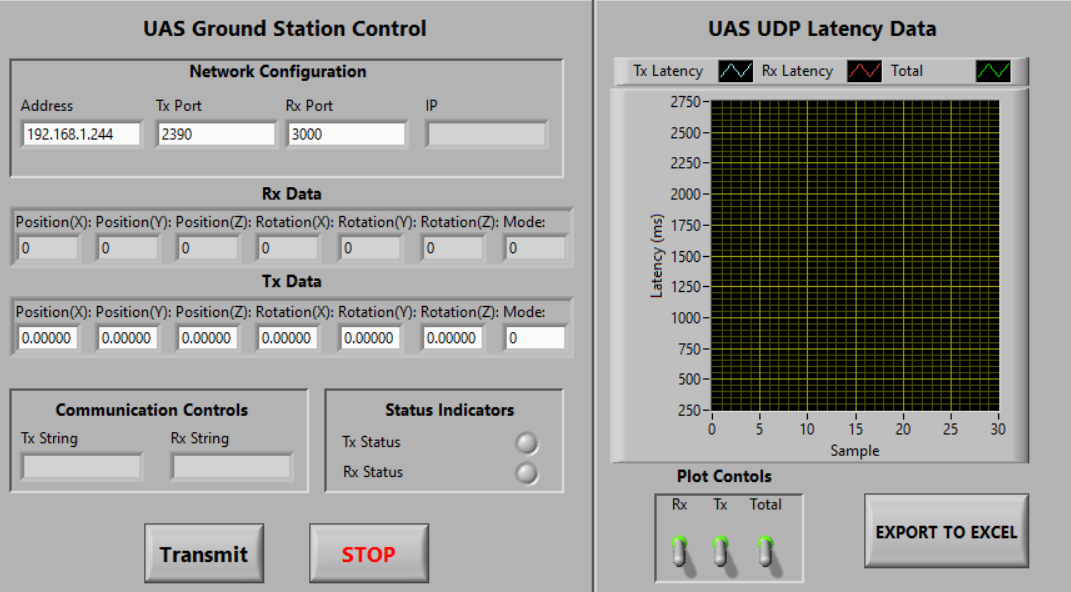 UAS Ground Station Control
Network Configuration
Address Tx Port Rx Port IP
192.168.1.244 2390 3000
Rx Data
Position(X): Position(Y): Position(Z): Rotation(X): Rotation(Y): Rotation(Z): Mode:
0 0 0 0 0 0 0
Tx Data
Position(X): Position(Y): Position(Z): Rotation(X): Rotation(Y): Rotation(Z): Mode:
0.00000 0.00000 0.00000 0.00000 0.00000 0.00000 0
Communication Controls
Tx String Rx String
Status Indicators
Tx Status
Rx Status
Transmit STOP
UAS UDP Latency Data
Tx Latency Rx Latency Total
Latency (ms)
2750
2500
2250
2000
1750
1500
1250
1000
750
500
250
0 5 10 15 20 25 30
Sample
Plot Contols
Rx Tx Total
EXPORT TO EXCEL